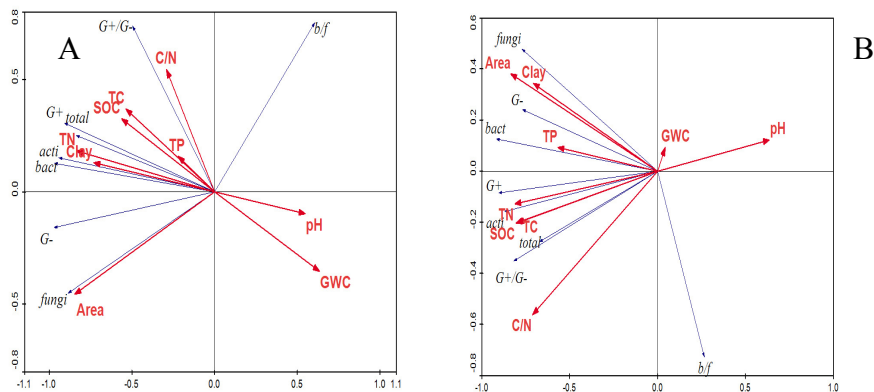 A
G+/G-
b/f
C/N
TC
SOC
G+
total
TN
TP
acti
Clay
bact
pH
G-
GWC
fungi
Area
0.8
0.5
0.0
-0.5
-0.8
-1.1
-1.0
-0.5
0.0
0.5
1.0
1.1
B
fungi
Area
Clay
G-
bact
TP
GWC
pH
G+
TN
acti
TC
SOC
total
G+/G-
C/N
b/f
0.6
0.4
0.2
0.0
-0.2
-0.4
-0.6
-0.8
-1.0
-0.5
0.0
0.5
1.0